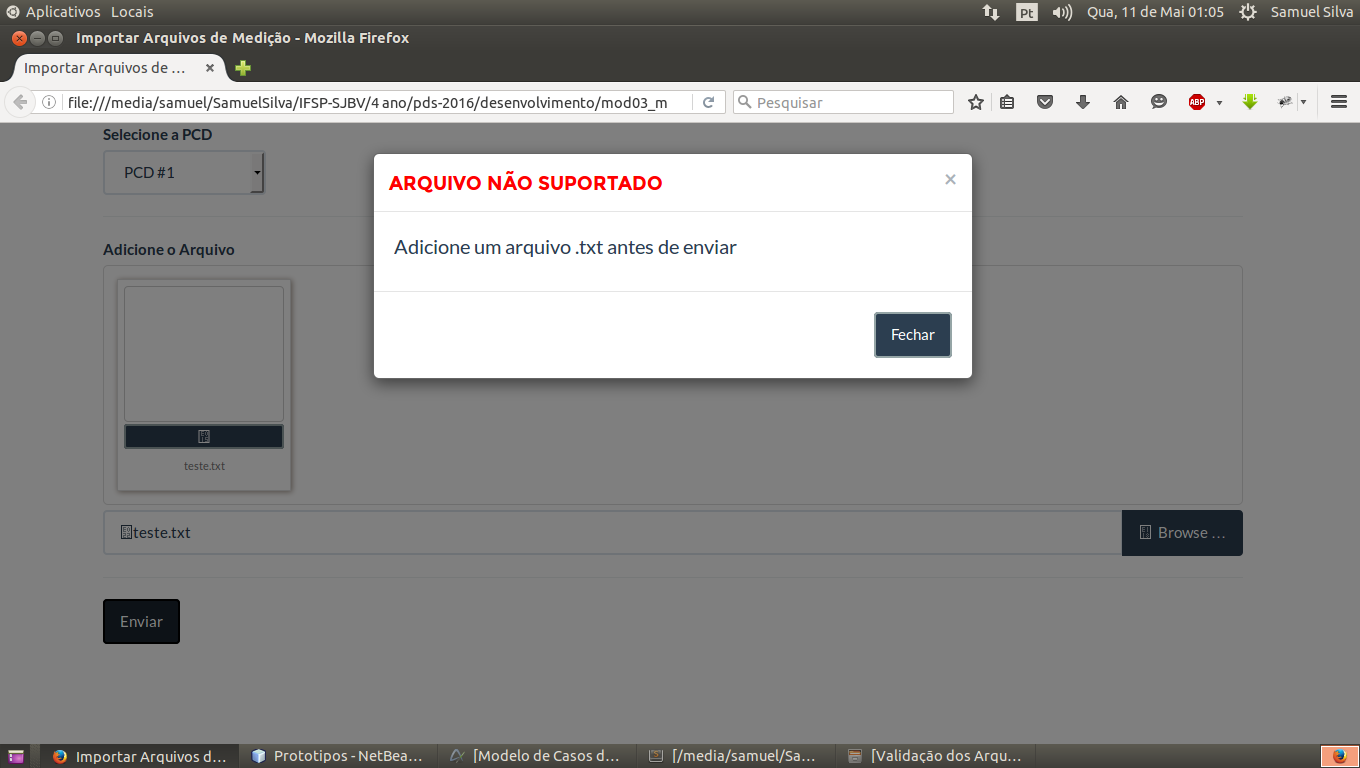 Aplicativos Locais
Pt Qua, 11 de Mai 01:05 Samuel Silva
Importar Arquivos de Medição - Mozilla Firefox
Importar Arquivos de ...
file:///media/samuel/SamuelSilva/IFSP-SJBV/4 ano/pds-2016/desenvolvimento/mod03_m
Pesquisar
ABP
Selecione a PCD
PCD #1
ARQUIVO NÃO SUPORTADO ×
Adicione um arquivo .txt antes de enviar
Fechar
Adicione o Arquivo
teste.txt
teste.txt
Browse ...
Enviar
Importar Arquivos d... Prototipos - NetBea... [Modelo de Casos d... [/media/samuel/Sa... [Validação dos Arqu...